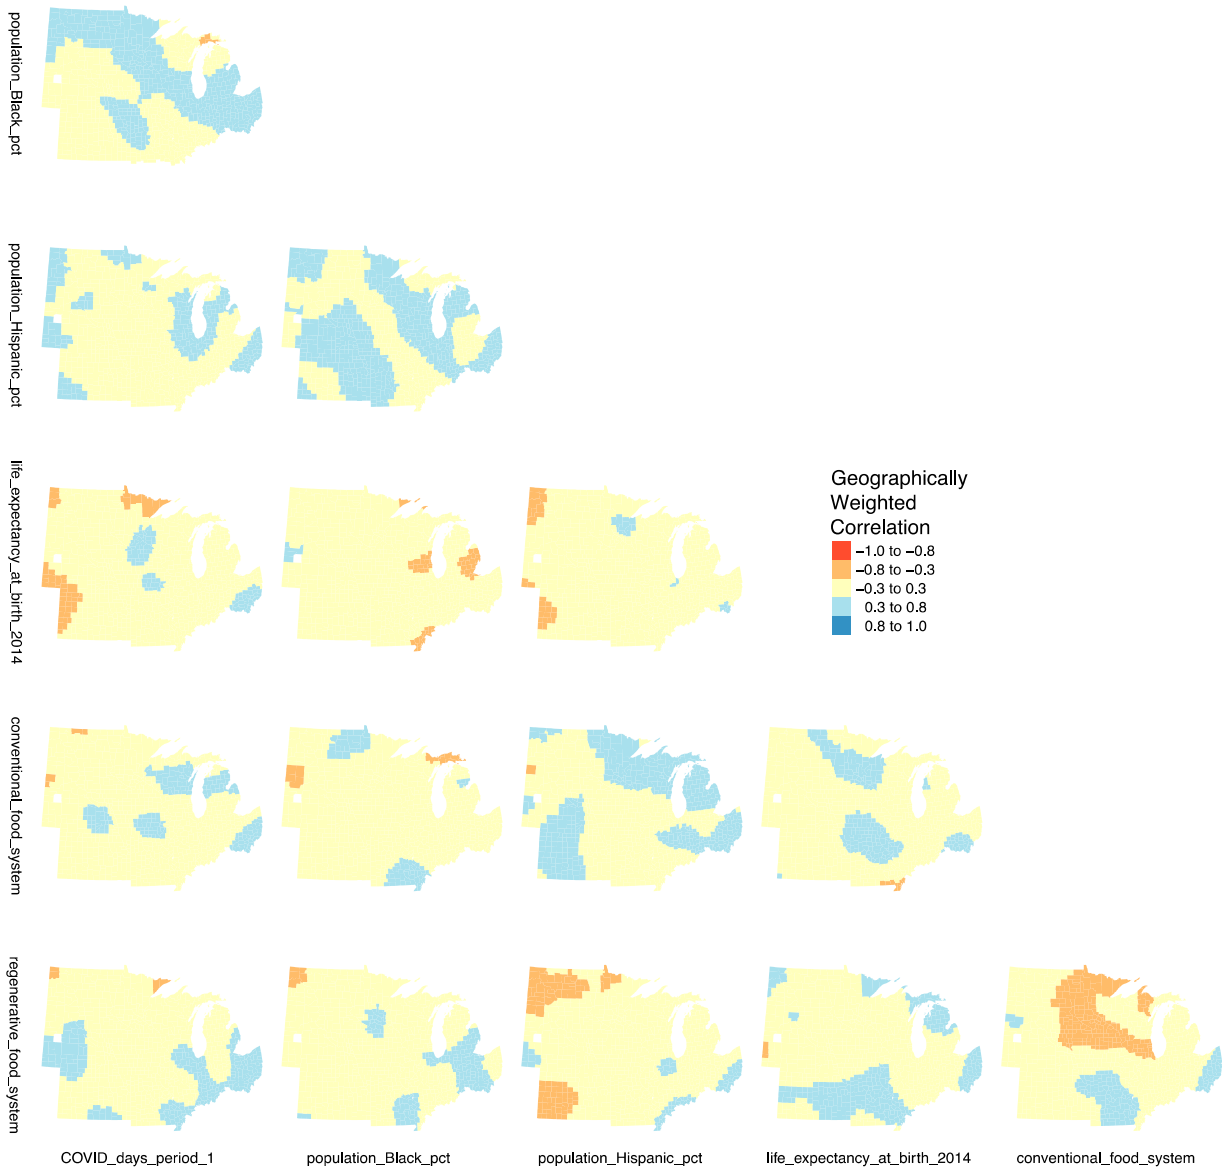 population_Black_pct
population_Hispanic_pct
life_expectancy_at_birth_2014
Geographically
Weighted
Correlation
−1.0 to −0.8
−0.8 to −0.3
−0.3 to 0.3
0.3 to 0.8
0.8 to 1.0
conventional_food_system
regenerative_food_system
COVID_days_period_1
population_Black_pct
population_Hispanic_pct
life_expectancy_at_birth_2014
conventional_food_system